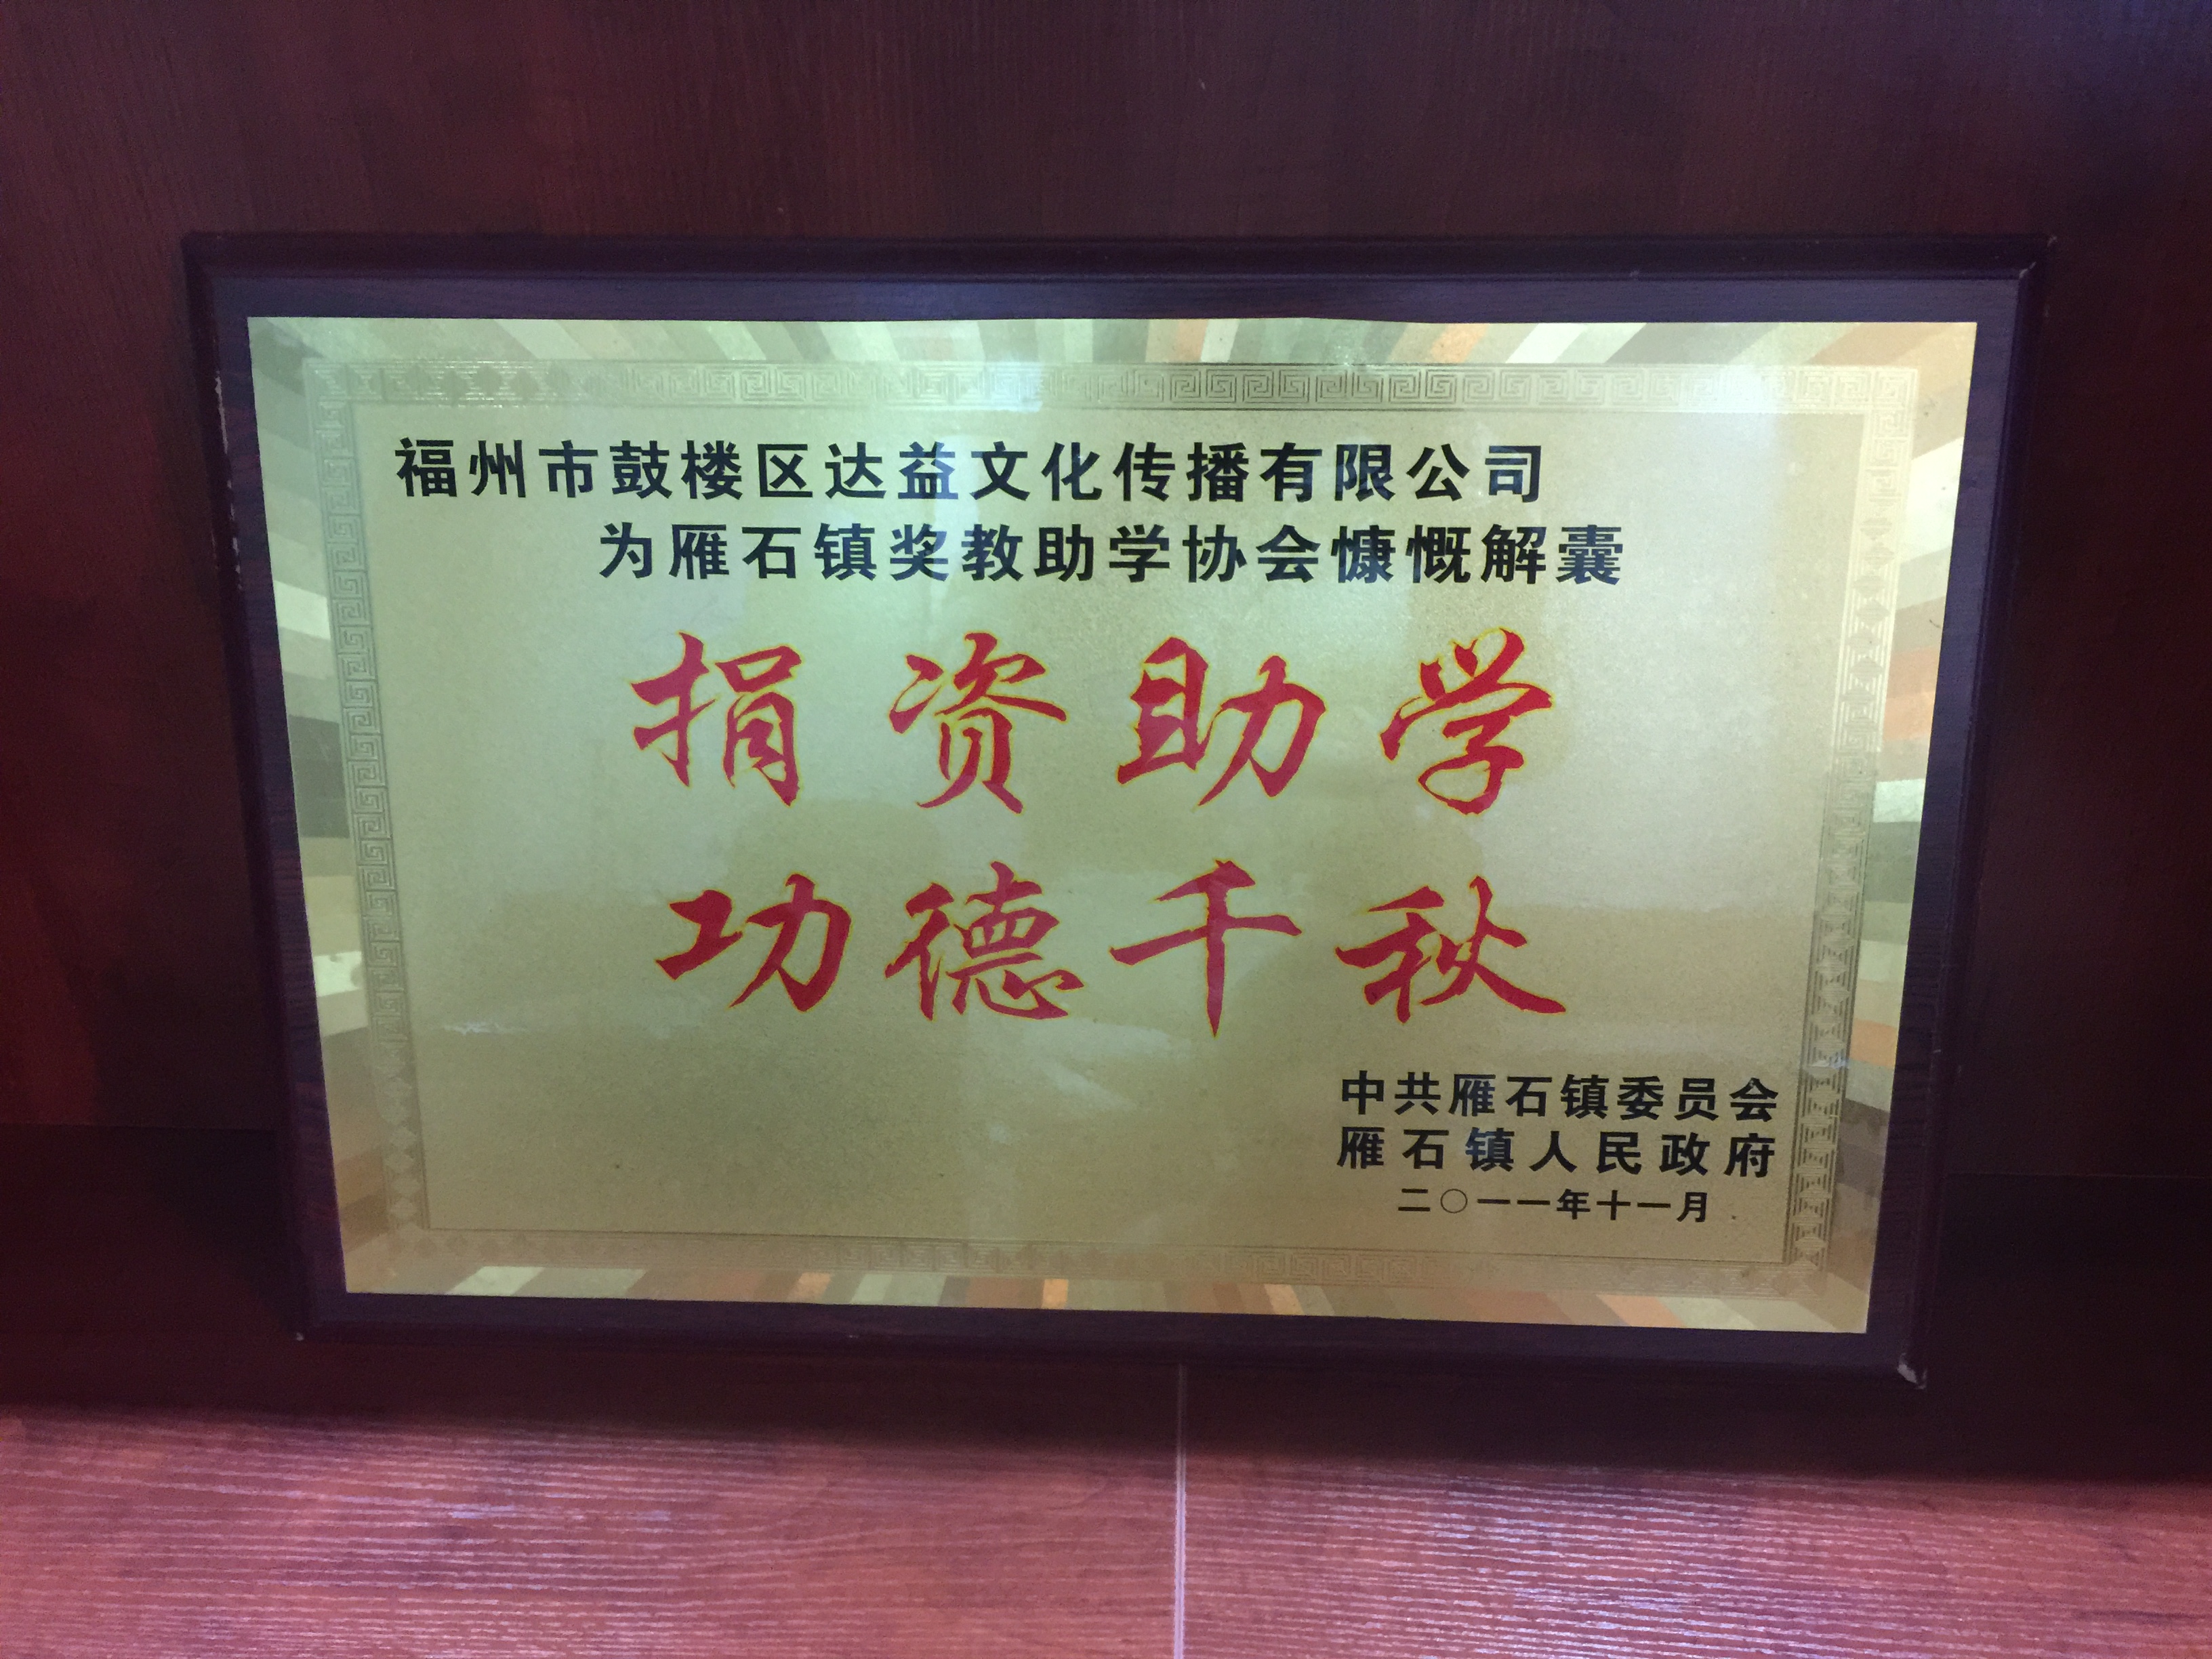 福州市鼓楼区达益文化传播有限公司
为雁石镇奖教助学协会慷慨解囊
捐资助学
功德千秋
中共雁石镇委员会
雁石镇人民政府
二〇一一年十一月